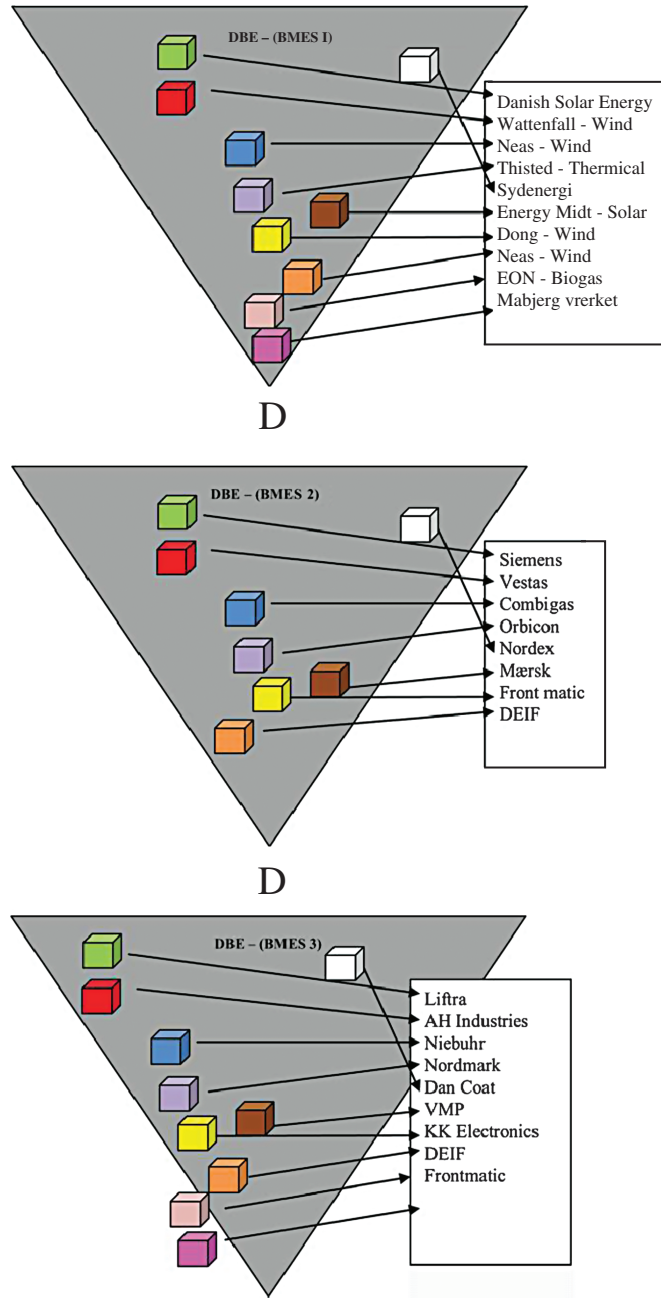 DBE – (BMES I)
Danish Solar Energy
Wattenfall - Wind
Neas - Wind
Thisted - Thermical
Sydenergi
Energy Midt - Solar
Dong - Wind
Neas - Wind
EON - Biogas
Mabjerg vrerket
D
DBE – (BMES 2)
Siemens
Vestas
Combigas
Orbicon
Nordex
Mærsk
Front matic
DEIF
D
DBE – (BMES 3)
Liftra
AH Industries
Niebuhr
Nordmark
Dan Coat
VMP
KK Electronics
DEIF
Frontmatic